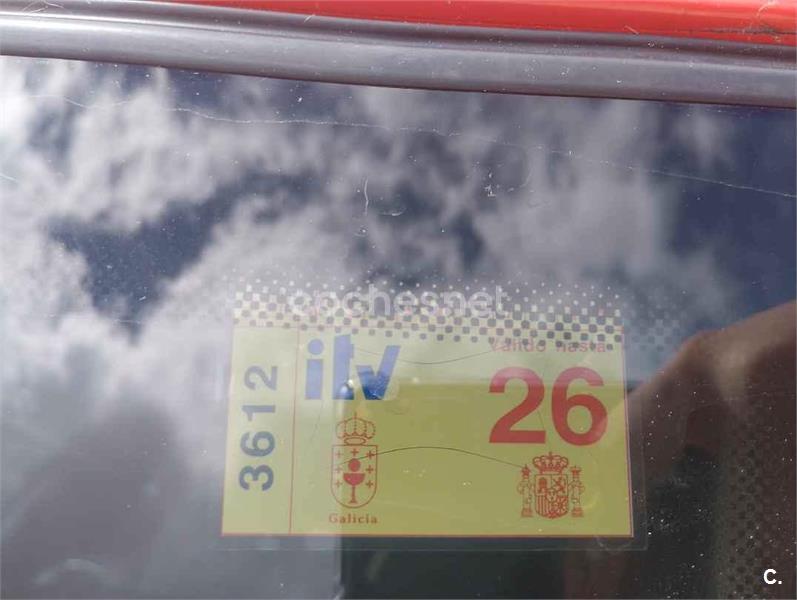 cochesnet
itv
Válido hasta
26
3612
Galicia
C.